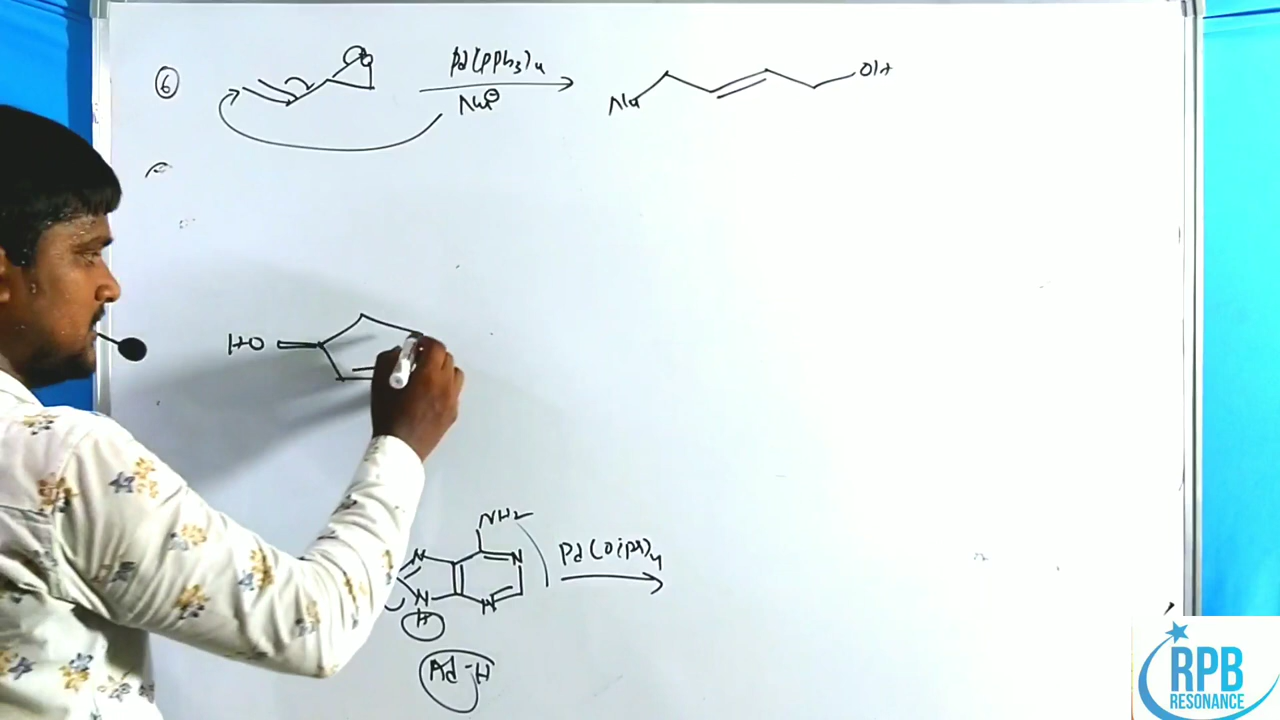 ⑥ O Pd(PPh₃)₄
Nu⊖
Nu OH
HO
NH₂
N N
N N
H
Pd(OiPr)₄
Ad-H
RPB
RESONANCE